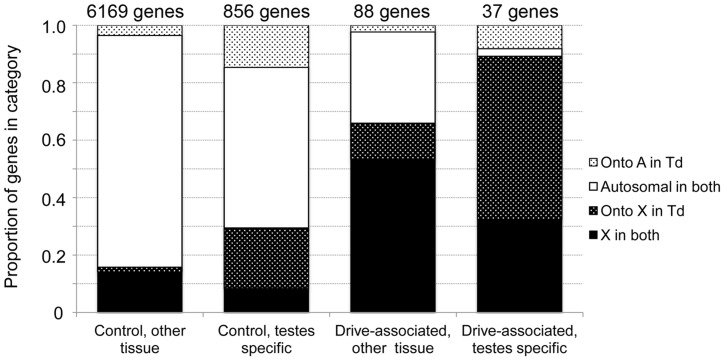 6169 genes 856 genes 88 genes 37 genes
Proportion of genes in category
1.0
0.8
0.6
0.4
0.2
0
Control, other tissue
Control, testes specific
Drive-associated, other tissue
Drive-associated, testes specific
Onto A in Td
Autosomal in both
Onto X in Td
X in both